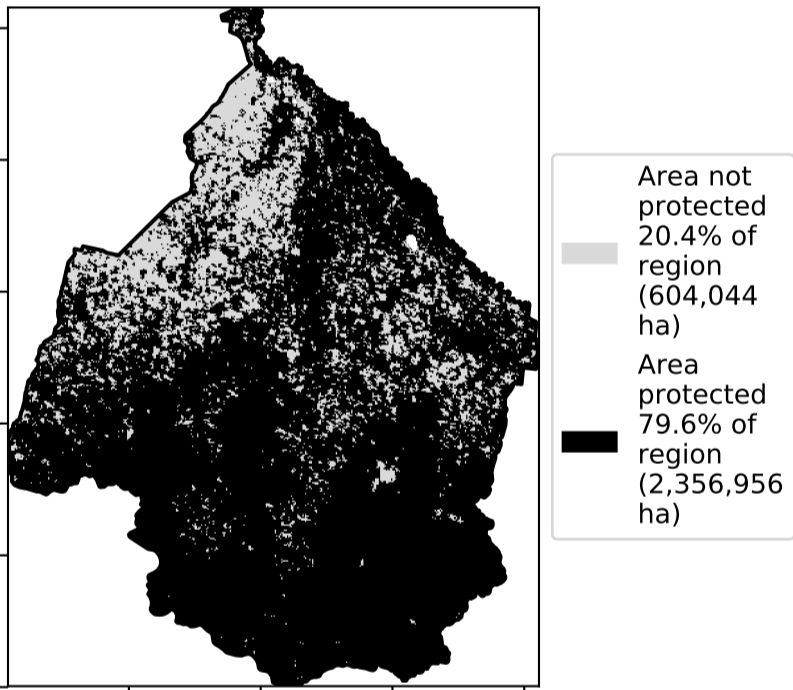 Area not
protected
20.4% of
region
(604,044
ha)
Area
protected
79.6% of
region
(2,356,956
ha)